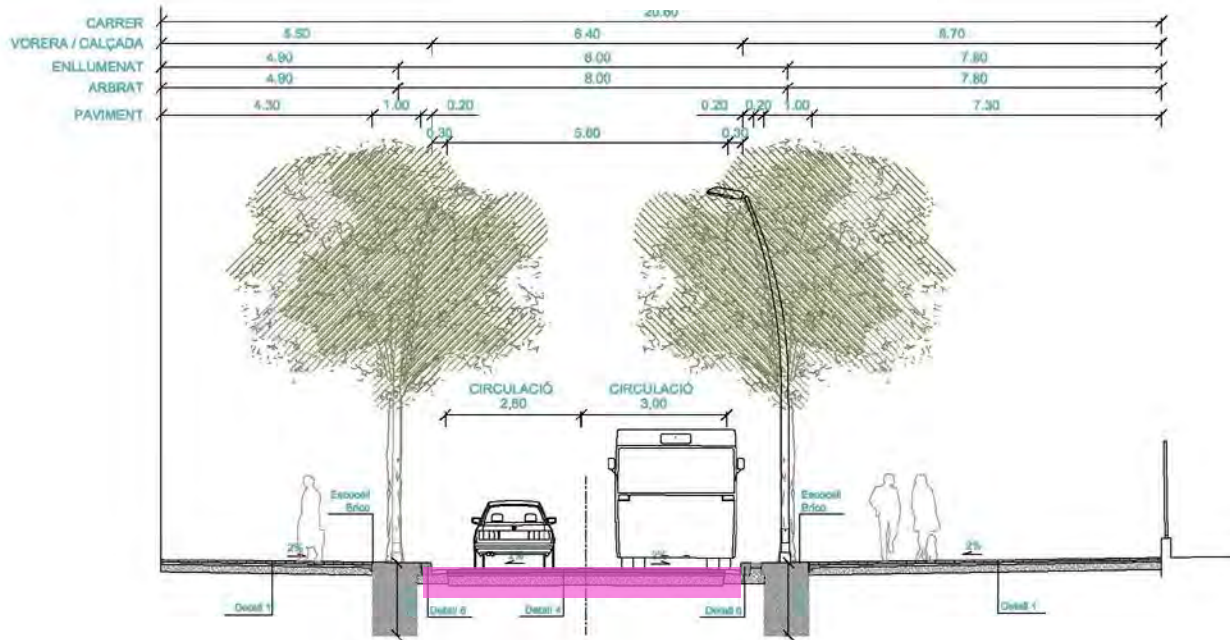 CARRER 20.60
VORERA / CALÇADA 5.50 6.40 8.70
ENLLUMENAT 4.90 8.00 7.80
ARBRAT 4.90 8.00 7.80
PAVIMENT 4.30 1.00 0.20 0.20 0.20 1.00 7.30
0.30 5.80 0.30
CIRCULACIÓ CIRCULACIÓ
2,80 3,00
Escocell Escocell
Brico Brico
2% 2% 2% 2%
Detall 1 Detall 6 Detall 4 Detall 6 Detall 1